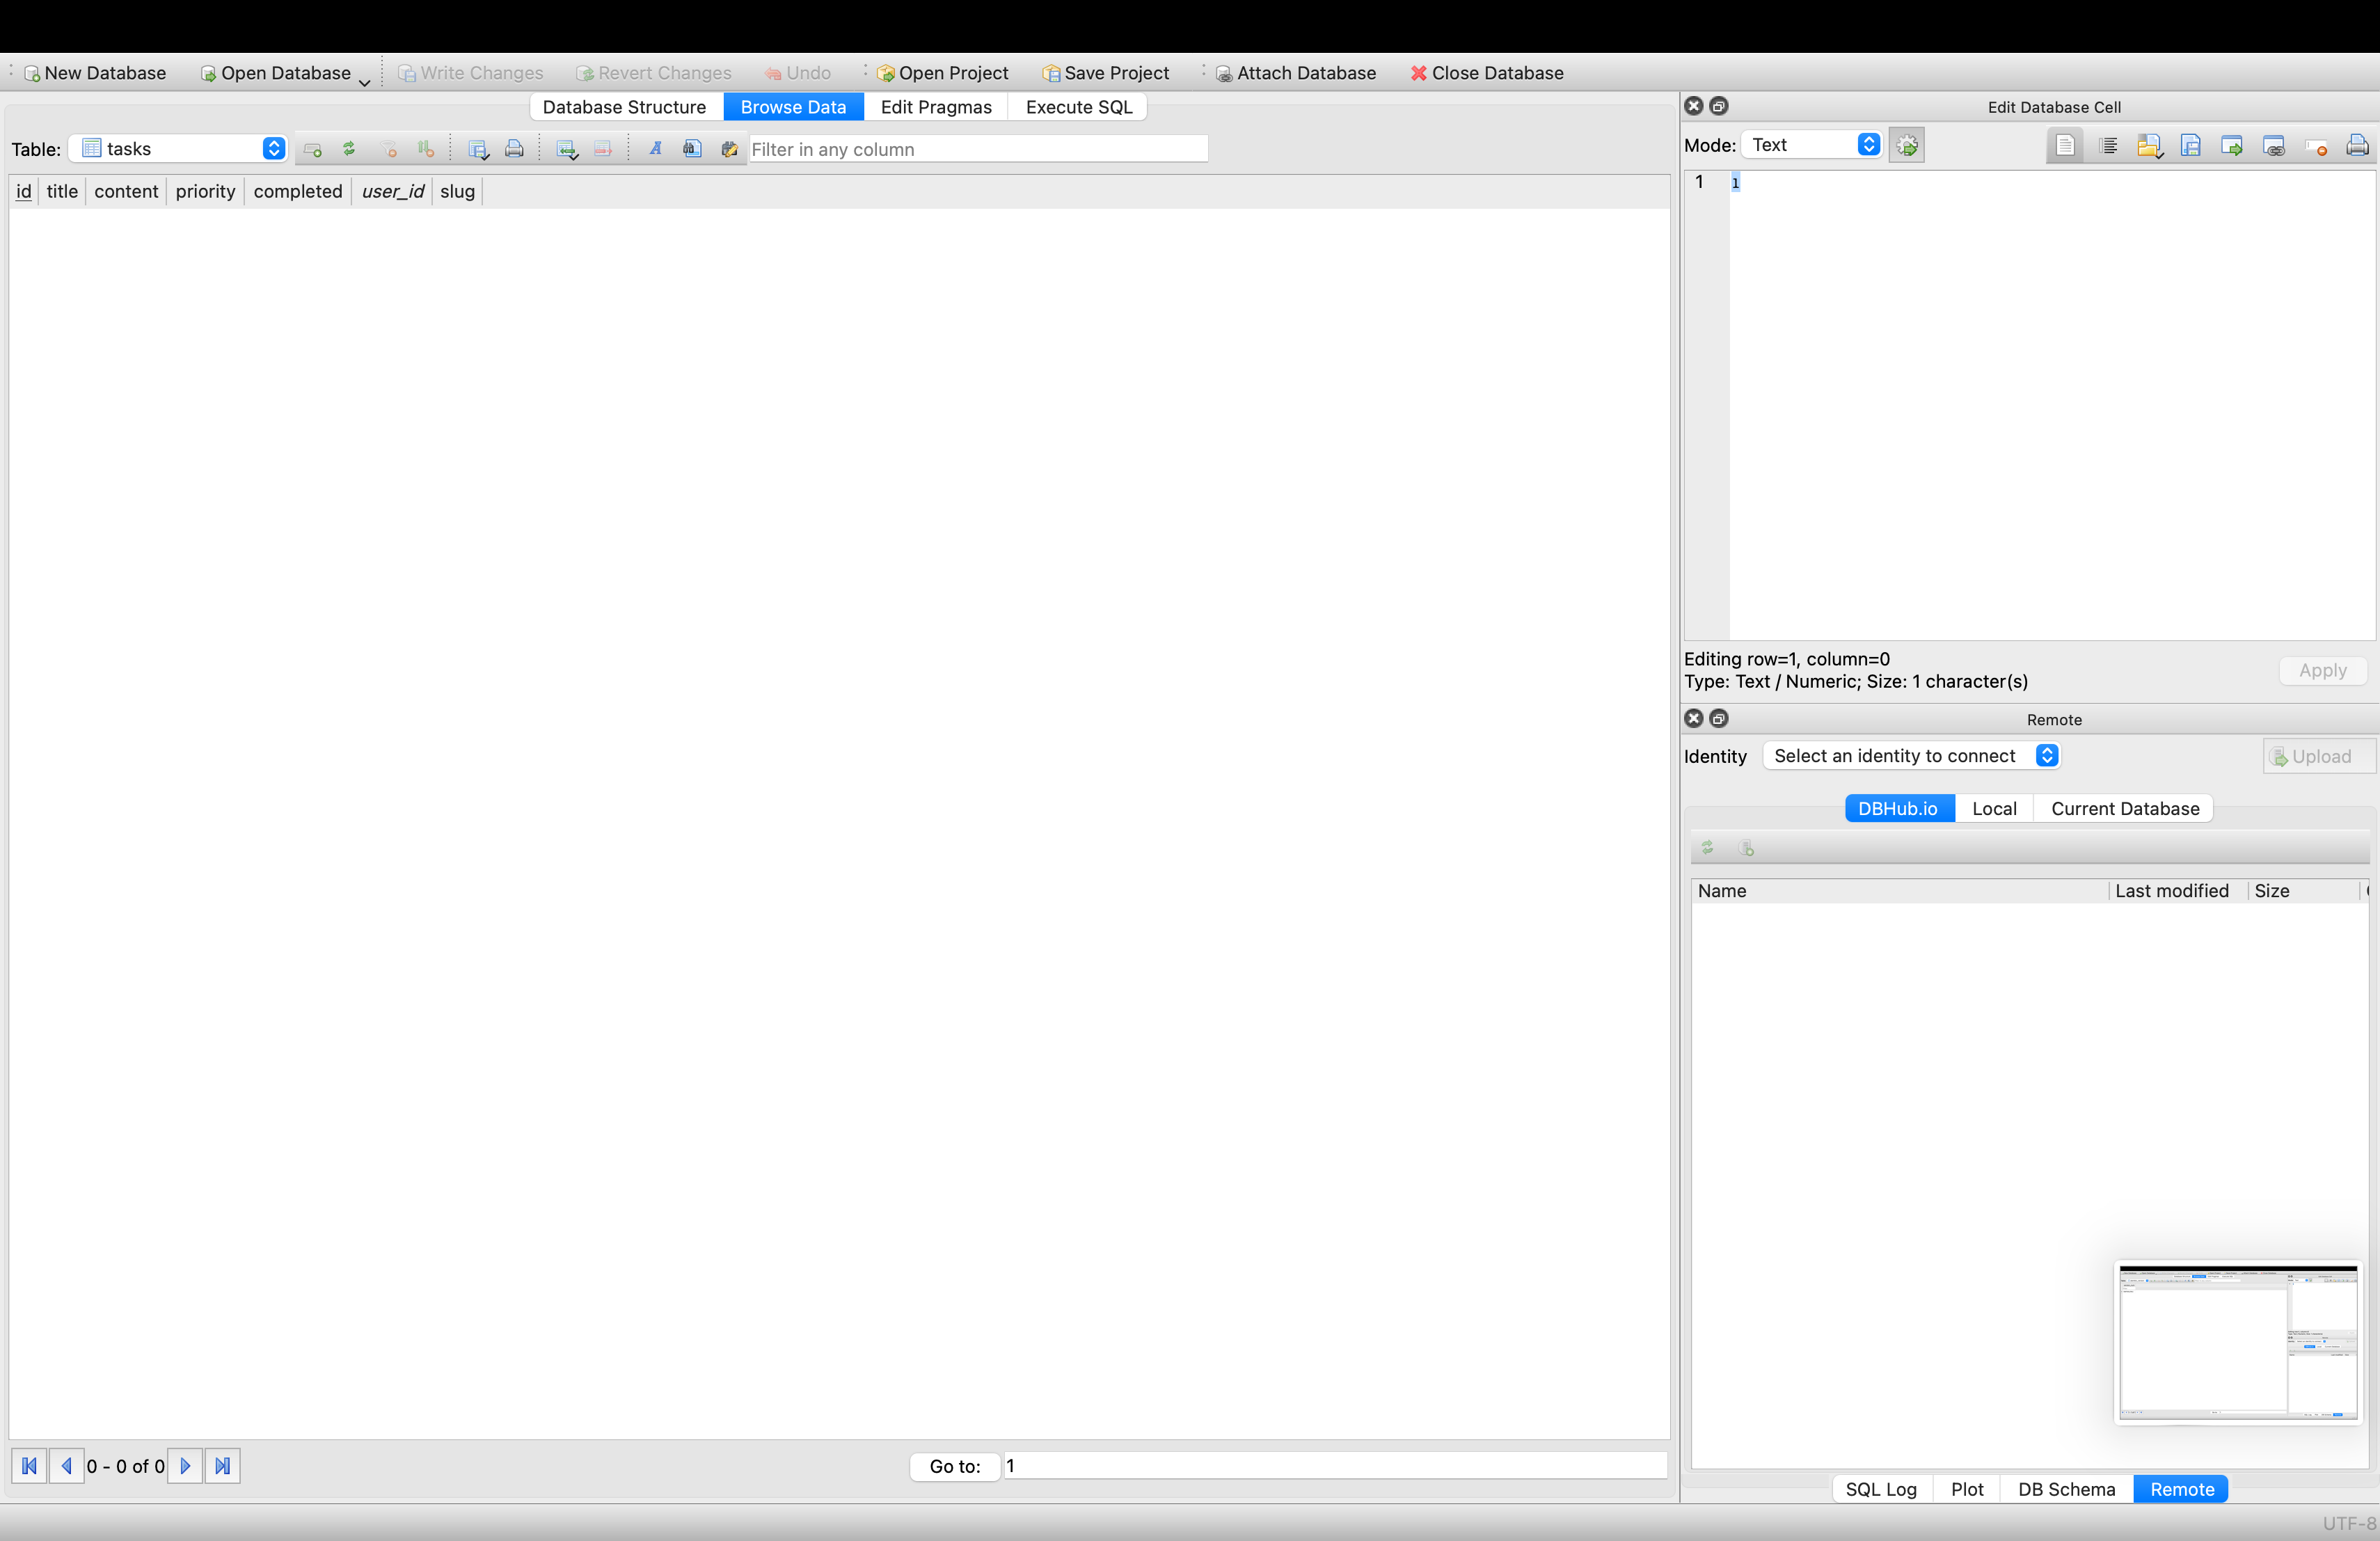 New Database Open Database Write Changes Revert Changes Undo Open Project Save Project Attach Database Close Database
Database Structure Browse Data Edit Pragmas Execute SQL
Table: tasks Filter in any column
id title content priority completed user_id slug
0 - 0 of 0 Go to: 1
Edit Database Cell
Mode: Text
1 1
Editing row=1, column=0
Type: Text / Numeric; Size: 1 character(s)
Apply
Remote
Identity Select an identity to connect Upload
DBHub.io Local Current Database
Name Last modified Size
SQL Log Plot DB Schema Remote
UTF-8